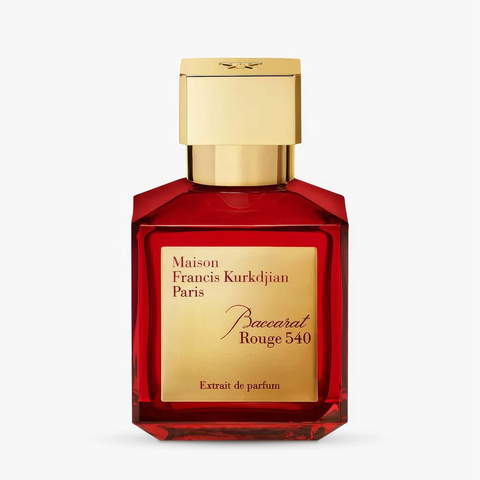 Maison
Francis Kurkdjian
Paris
Baccarat
Rouge 540
Extrait de parfum